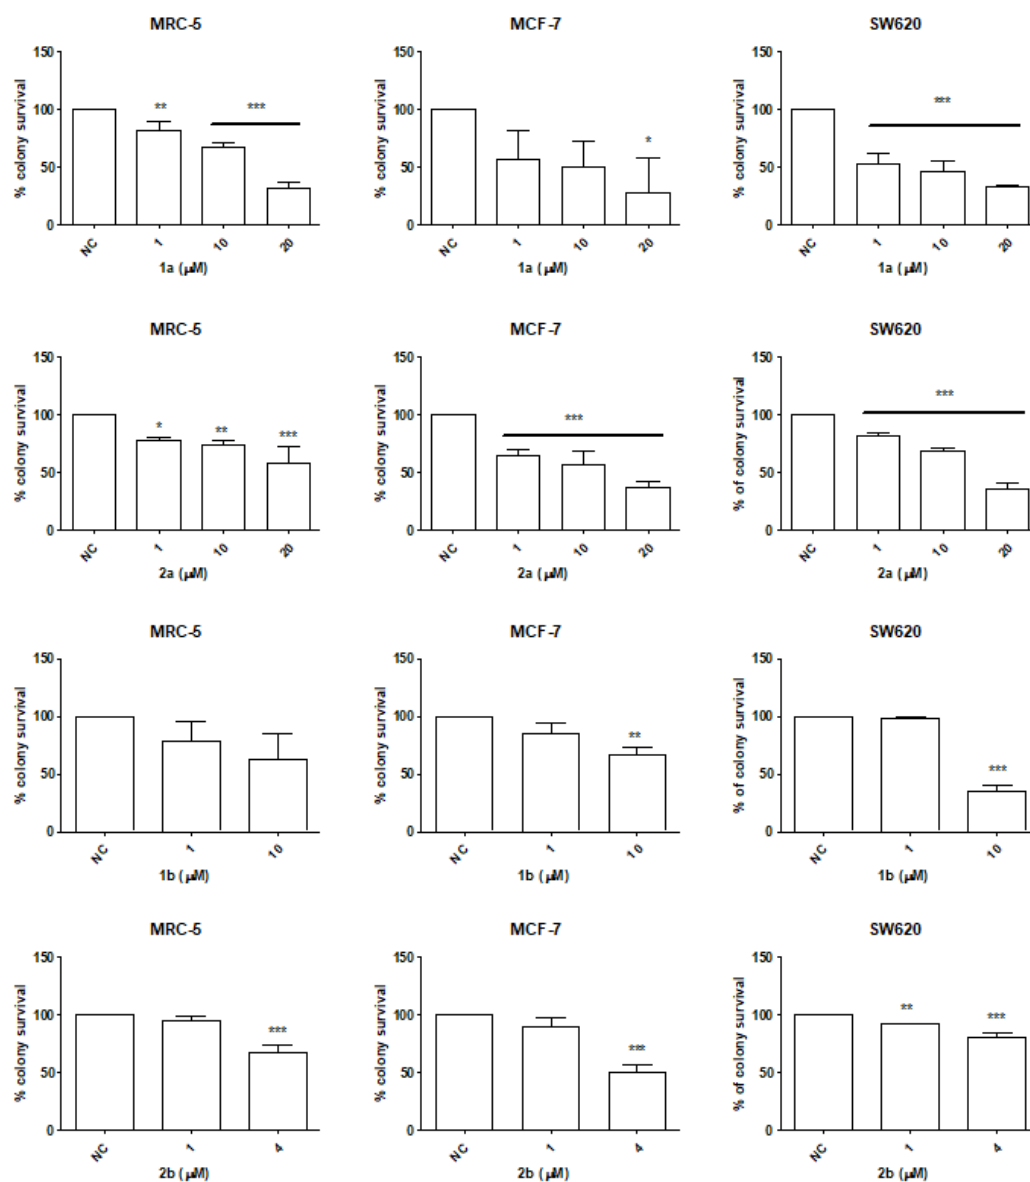 MRC-5 MCF-7 SW620
150 150 150
** *** * ***
100 100 100
50 50 50
0 0 0
% colony survival % colony survival % colony survival
NC 1 10 20 NC 1 10 20 NC 1 10 20
1a (μM) 1a (μM) 1a (μM)
MRC-5 MCF-7 SW620
150 150 150
* ** *** *** ***
100 100 100
50 50 50
0 0 0
% colony survival % colony survival % of colony survival
NC 1 10 20 NC 1 10 20 NC 1 10 20
2a (μM) 2a (μM) 2a (μM)
MRC-5 MCF-7 SW620
150 150 150
100 100 100
** ***
50 50 50
0 0 0
% colony survival % colony survival % of colony survival
NC 1 10 NC 1 10 NC 1 10
1b (μM) 1b (μM) 1b (μM)
MRC-5 MCF-7 SW620
150 150 150
100 100 100
*** *** ** ***
50 50 50
0 0 0
% colony survival % colony survival % of colony survival
NC 1 4 NC 1 4 NC 1 4
2b (μM) 2b (μM) 2b (μM)